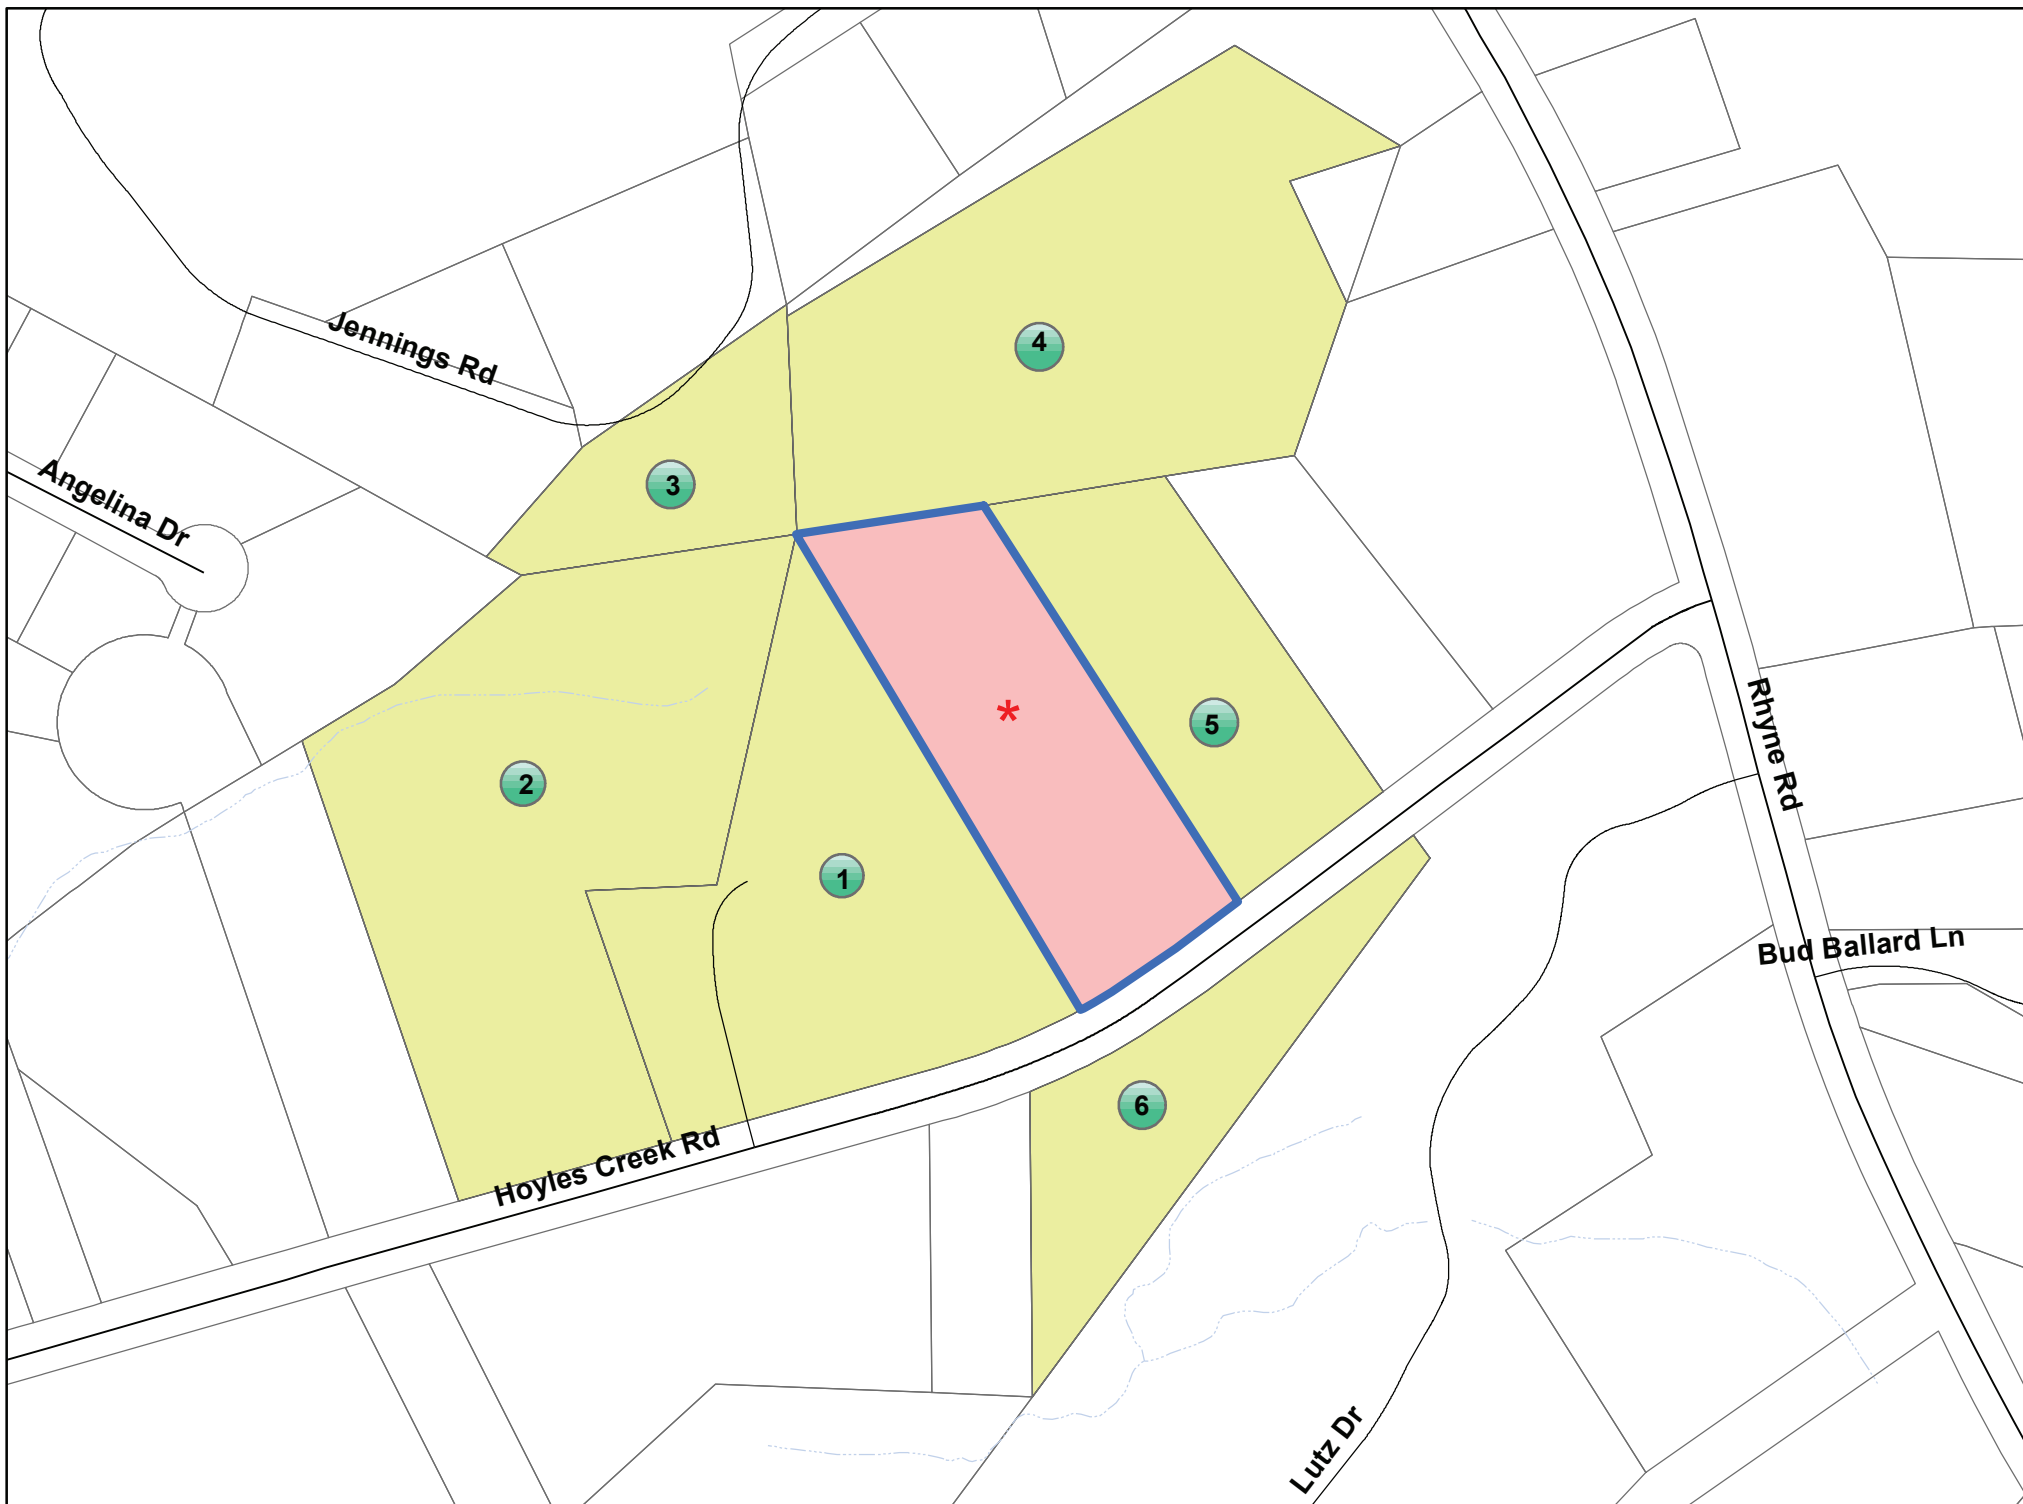 4
Jennings Rd
3
Angelina Dr
*
5
Rhyne Rd
2
1
Bud Ballard Ln
6
Hoyles Creek Rd
Lutz Dr